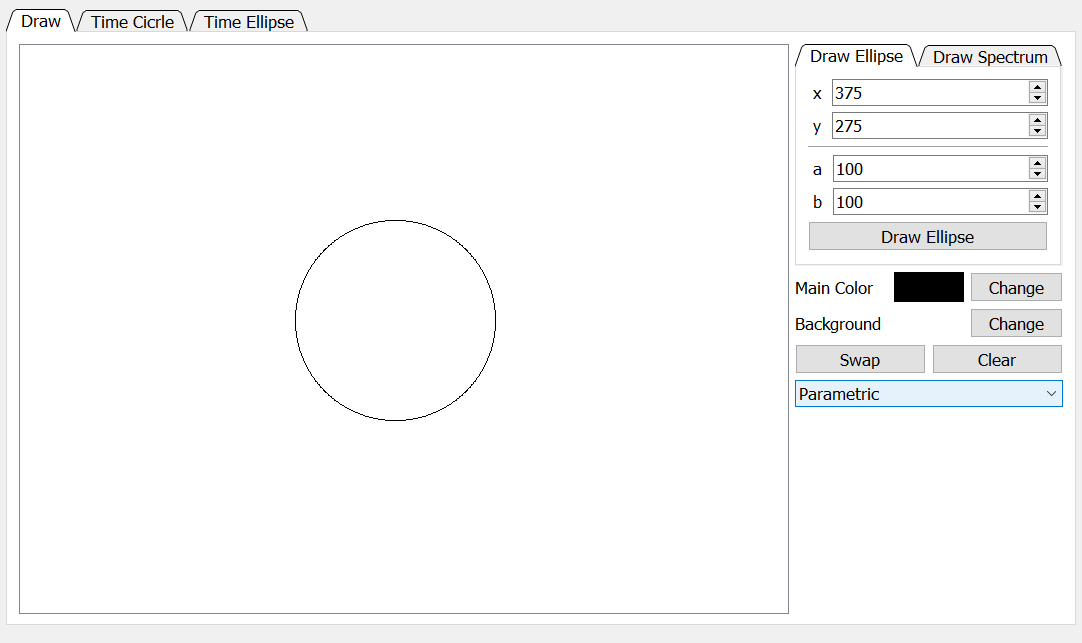 Draw Time Cicrle Time Ellipse
Draw Ellipse Draw Spectrum
x 375
y 275
a 100
b 100
Draw Ellipse
Main Color Change
Background Change
Swap Clear
Parametric